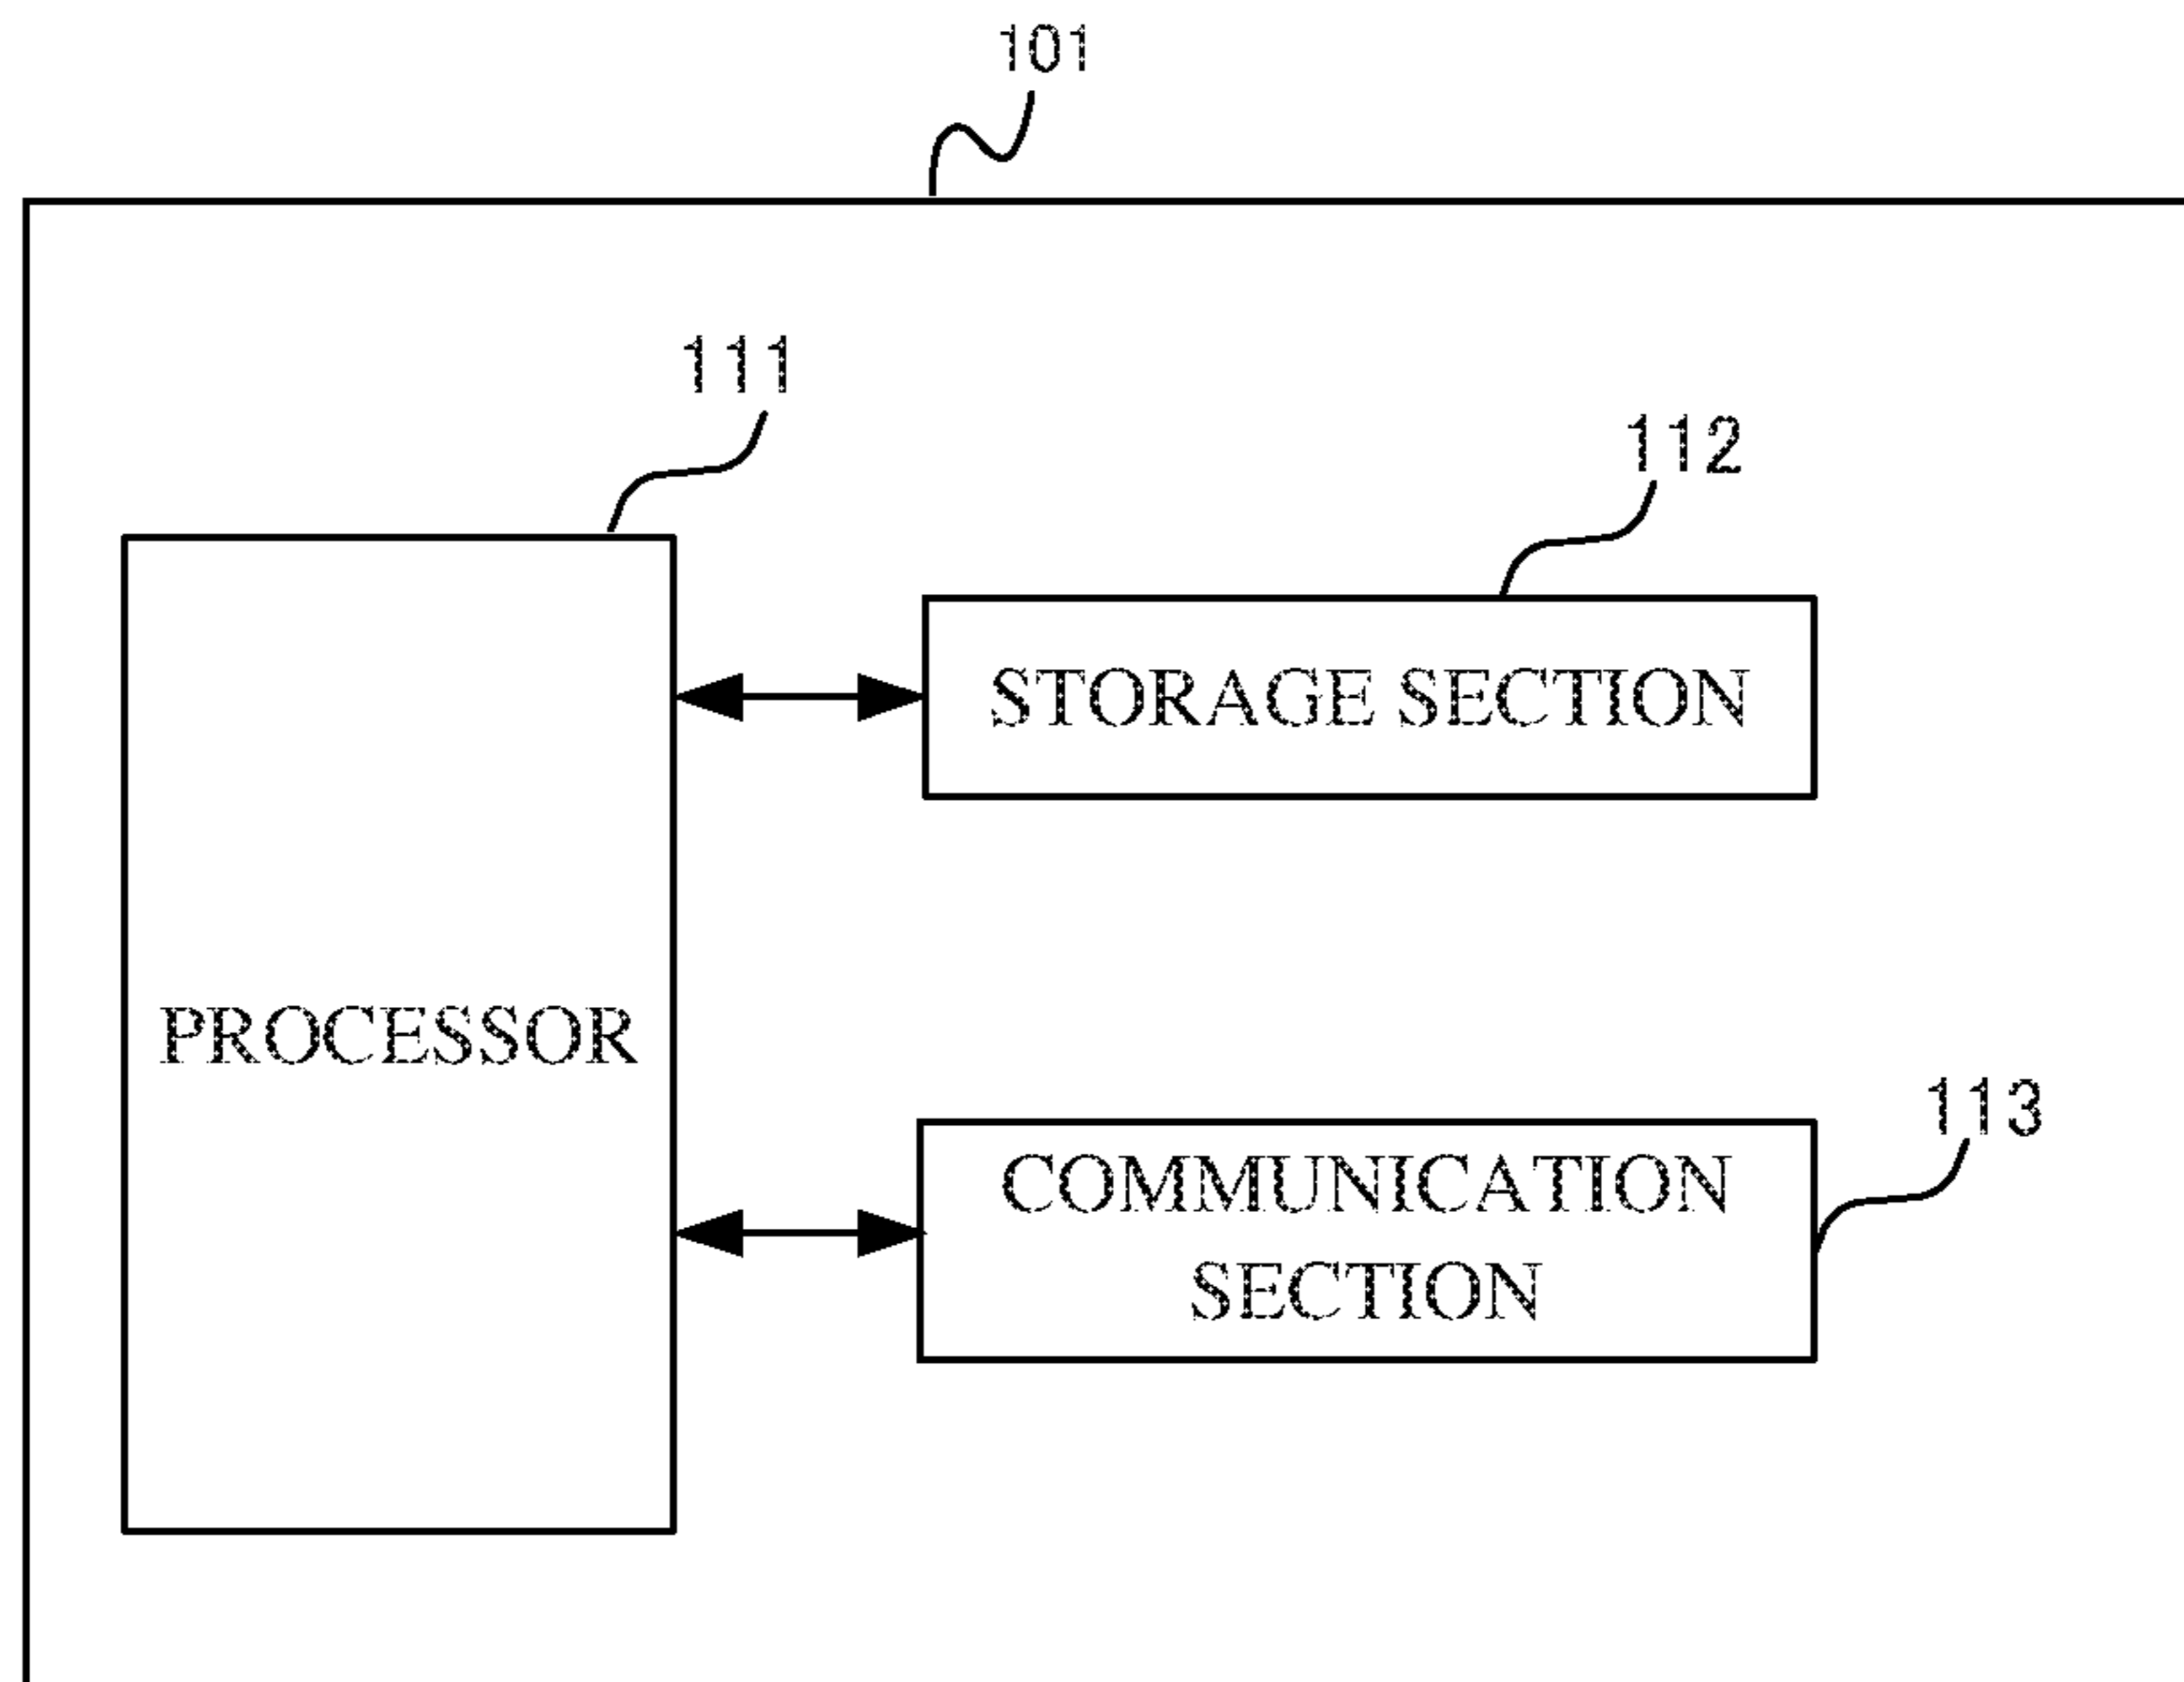 101
111
112
STORAGE SECTION
PROCESSOR
113
COMMUNICATION
SECTION